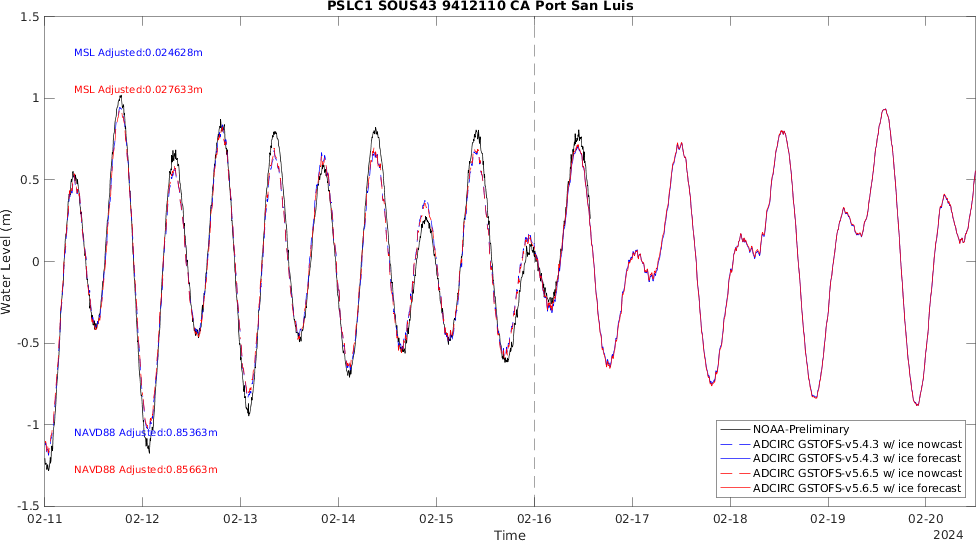 PSLC1 SOUS43 9412110 CA Port San Luis
1.5
1
0.5
0
-0.5
-1
-1.5
Water Level (m)
MSL Adjusted:0.024628m
MSL Adjusted:0.027633m
NAVD88 Adjusted:0.85363m
NAVD88 Adjusted:0.85663m
NOAA-Preliminary
ADCIRC GSTOFS-v5.4.3 w/ ice nowcast
ADCIRC GSTOFS-v5.4.3 w/ ice forecast
ADCIRC GSTOFS-v5.6.5 w/ ice nowcast
ADCIRC GSTOFS-v5.6.5 w/ ice forecast
02-11 02-12 02-13 02-14 02-15 02-16 02-17 02-18 02-19 02-20
Time
2024